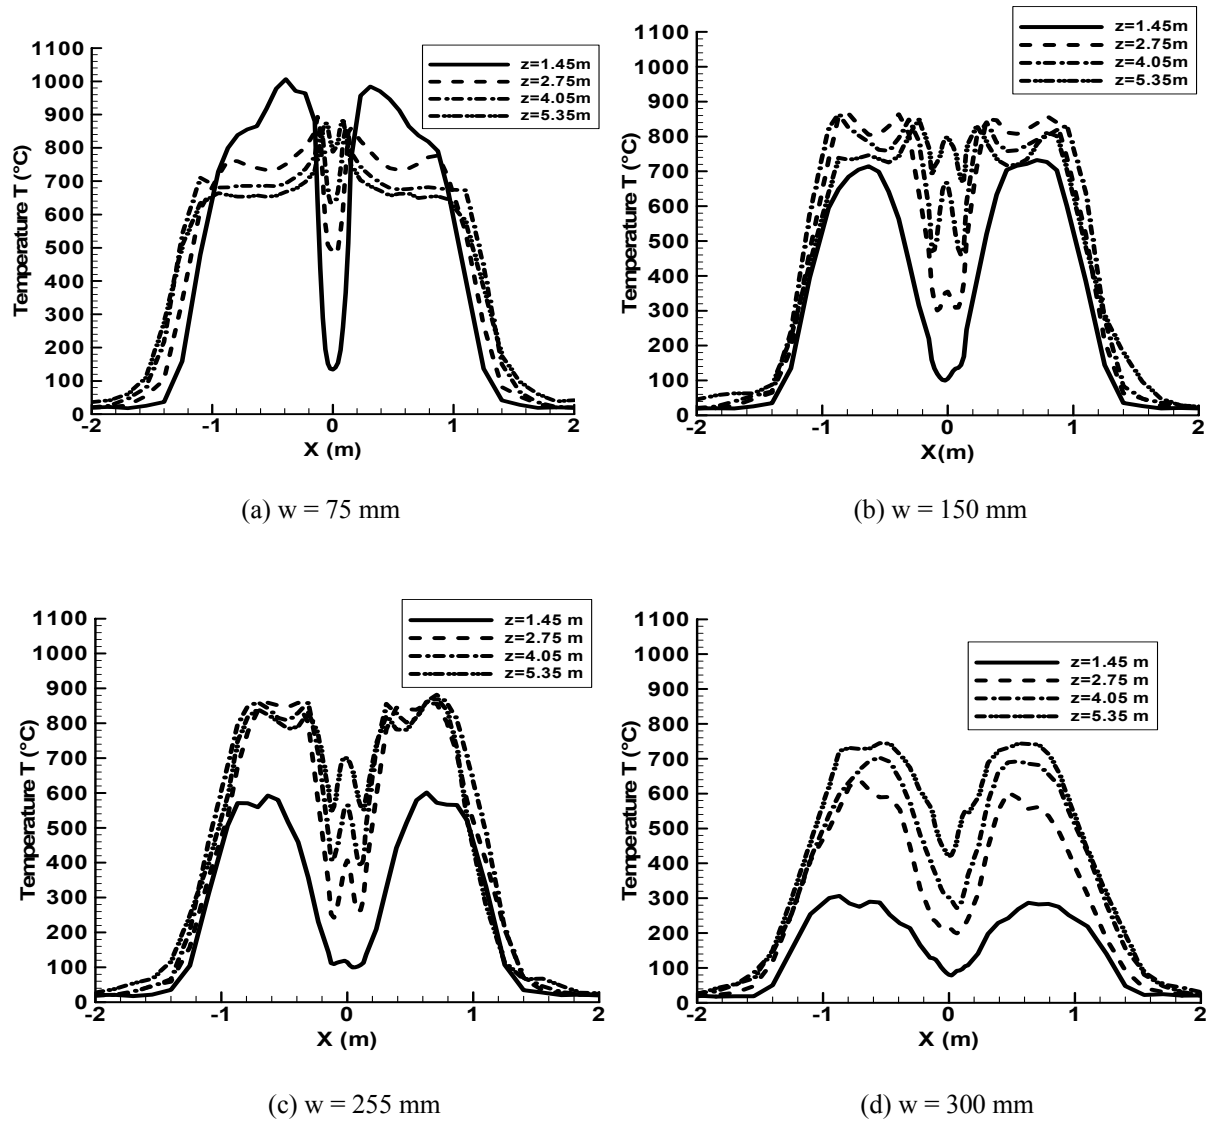 z=1.45m
z=2.75m
z=4.05m
z=5.35m
1100
1000
900
800
700
600
500
400
300
200
100
0
Temperature T (°C)
-2 -1 0 1 2
X (m)
(a) w = 75 mm
z=1.45m
z=2.75m
z=4.05m
z=5.35m
1100
1000
900
800
700
600
500
400
300
200
100
0
Temperature T (°C)
-2 -1 0 1 2
X(m)
(b) w = 150 mm
z=1.45 m
z=2.75 m
z=4.05 m
z=5.35 m
1100
1000
900
800
700
600
500
400
300
200
100
0
Temperature T (°C)
-2 -1 0 1 2
X (m)
(c) w = 255 mm
z=1.45 m
z=2.75 m
z=4.05 m
z=5.35 m
1100
1000
900
800
700
600
500
400
300
200
100
0
Temperature T (°C)
-2 -1 0 1 2
X (m)
(d) w = 300 mm